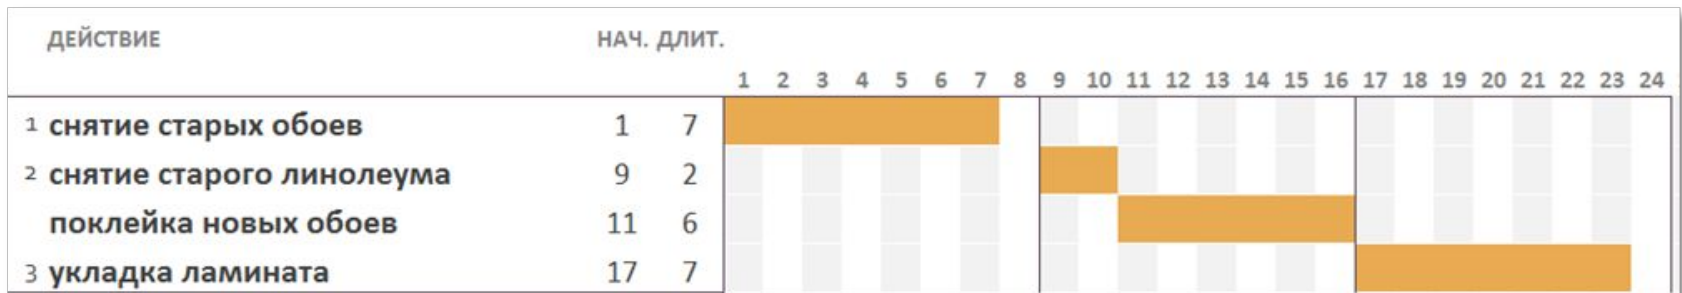 ДЕЙСТВИЕ НАЧ. ДЛИТ.
1 2 3 4 5 6 7 8 9 10 11 12 13 14 15 16 17 18 19 20 21 22 23 24
1 снятие старых обоев 1 7
2 снятие старого линолеума 9 2
поклейка новых обоев 11 6
3 укладка ламината 17 7